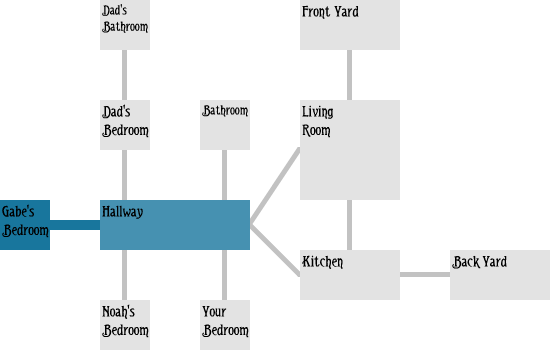 Dad's
Bathroom
Front Yard
Dad's
Bedroom
Bathroom
Living
Room
Gabe's
Bedroom
Hallway
Kitchen
Back Yard
Noah's
Bedroom
Your
Bedroom